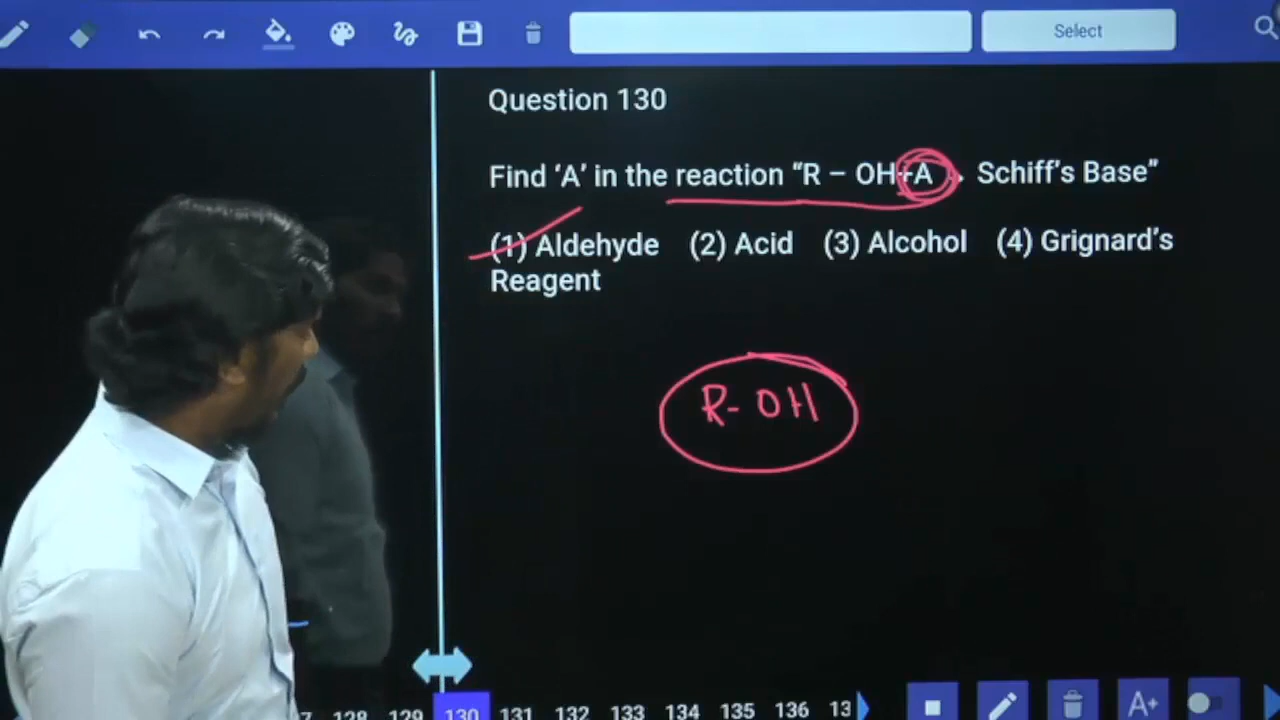 Select
Question 130
Find ‘A’ in the reaction “R – OH+A → Schiff's Base”
(1) Aldehyde (2) Acid (3) Alcohol (4) Grignard's
Reagent
R- OH
128 129 130 131 132 133 134 135 136 13
A+